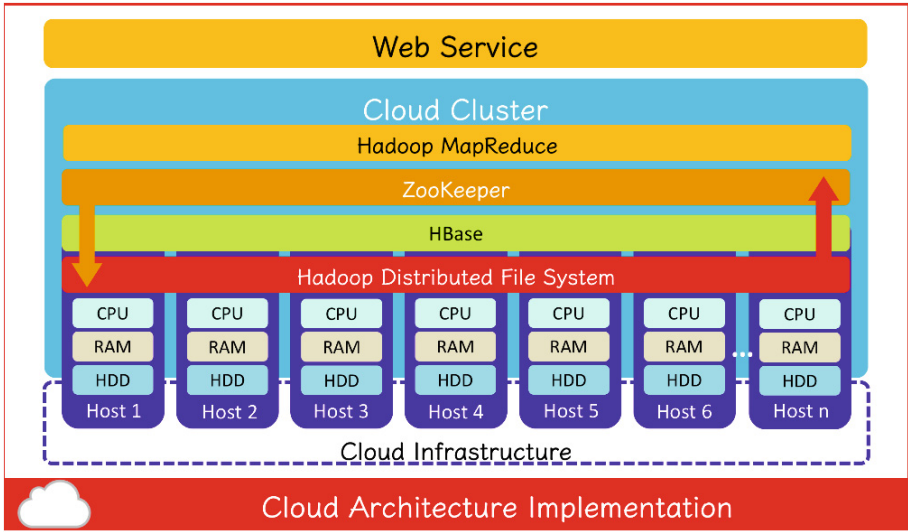 Web Service
Cloud Cluster
Hadoop MapReduce
ZooKeeper
HBase
Hadoop Distributed File System
CPU CPU CPU CPU CPU CPU CPU
RAM RAM RAM RAM RAM RAM ... RAM
HDD HDD HDD HDD HDD HDD HDD
Host 1 Host 2 Host 3 Host 4 Host 5 Host 6 Host n
Cloud Infrastructure
Cloud Architecture Implementation